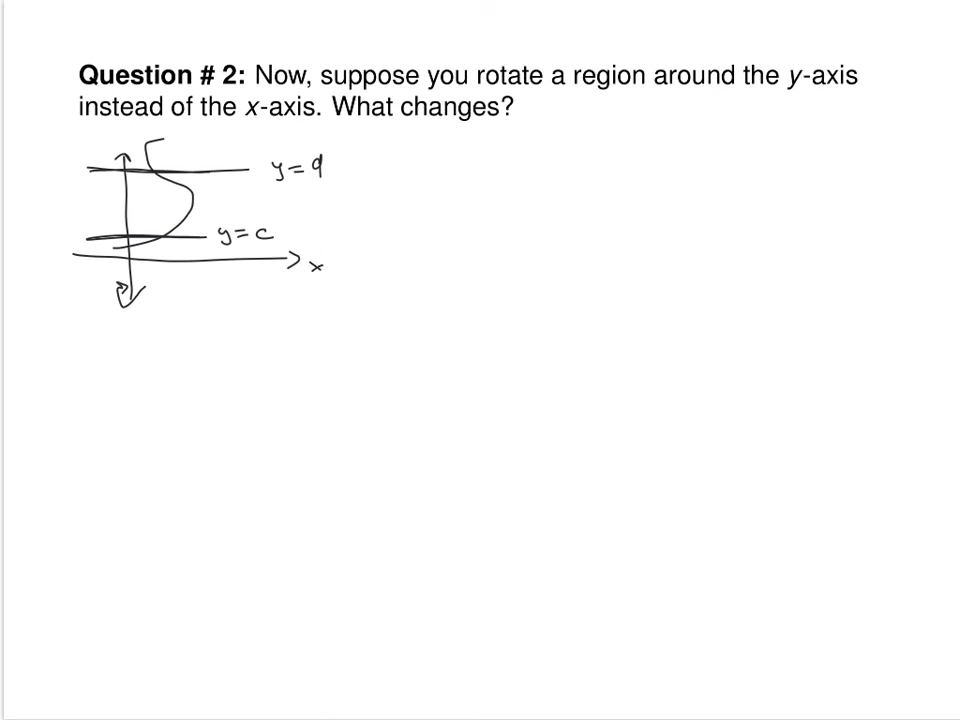 Question # 2: Now, suppose you rotate a region around the y-axis
instead of the x-axis. What changes?
y=d
y=c
x